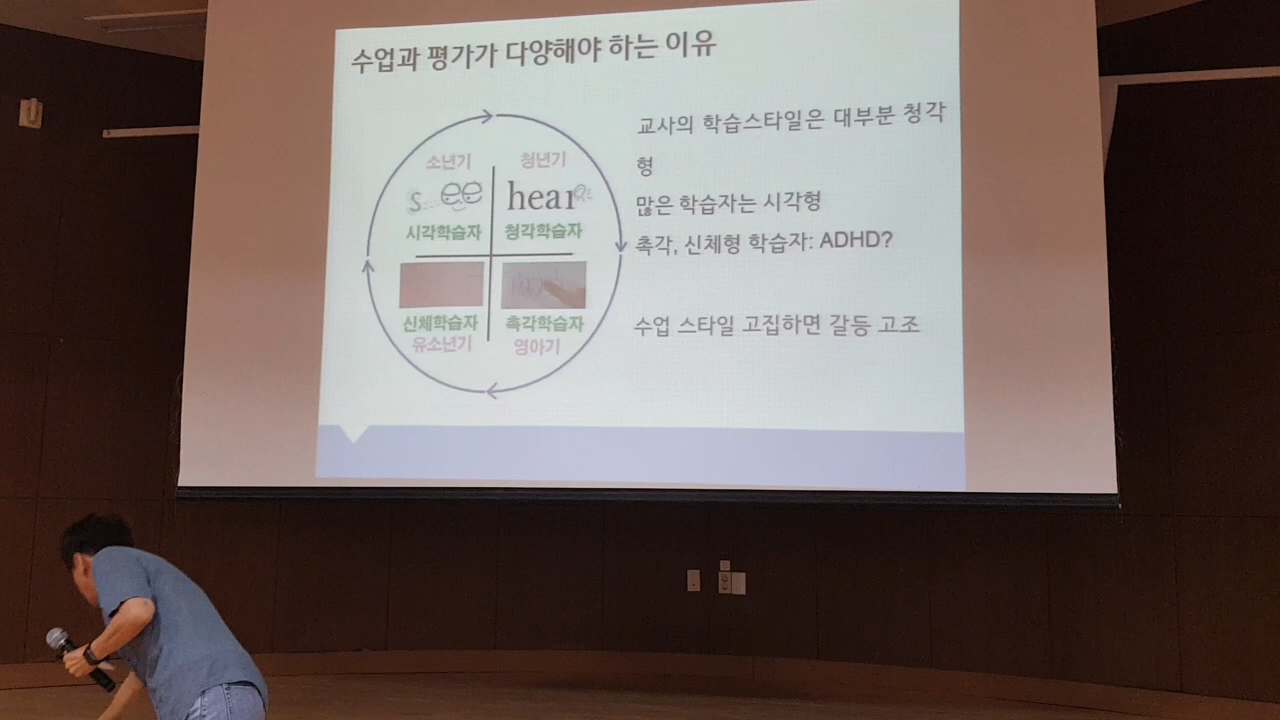 수업과 평가가 다양해야 하는 이유
소년기 청년기
see hear
시각학습자 청각학습자
신체학습자 촉각학습자
유소년기 영아기
교사의 학습스타일은 대부분 청각
형
많은 학습자는 시각형
촉각, 신체형 학습자: ADHD?
수업 스타일 고집하면 갈등 고조